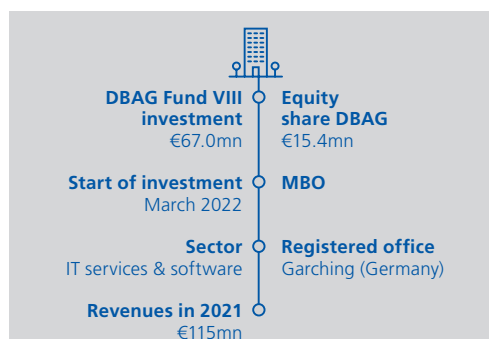 DBAG Fund VIII
investment
€67.0mn
Equity
share DBAG
€15.4mn
Start of investment
March 2022
MBO
Sector
IT services & software
Registered office
Garching (Germany)
Revenues in 2021
€115mn